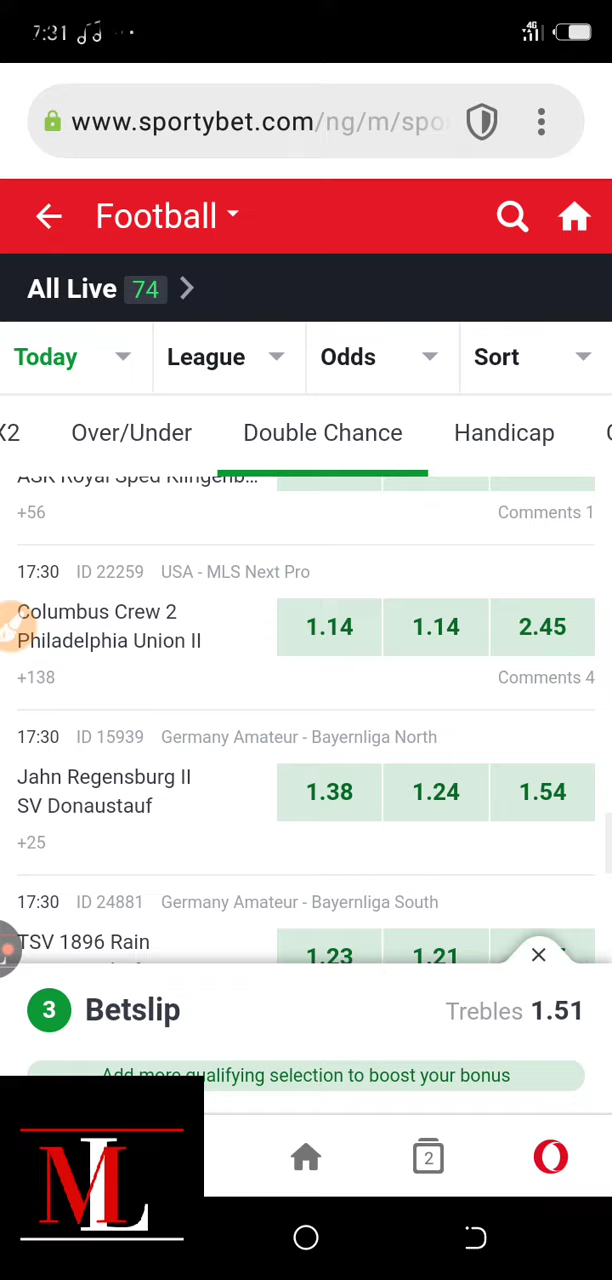 7:31
4G
www.sportybet.com/ng/m/spo
Football
All Live 74
Today League Odds Sort
X2 Over/Under Double Chance Handicap
ASK Royal Sped Klingenb...
+56 Comments 1
17:30 ID 22259 USA - MLS Next Pro
Columbus Crew 2
Philadelphia Union II
1.14 1.14 2.45
+138 Comments 4
17:30 ID 15939 Germany Amateur - Bayernliga North
Jahn Regensburg II
SV Donaustauf
1.38 1.24 1.54
+25
17:30 ID 24881 Germany Amateur - Bayernliga South
TSV 1896 Rain
1.23 1.21
3 Betslip Trebles 1.51
Add more qualifying selection to boost your bonus
2
ML